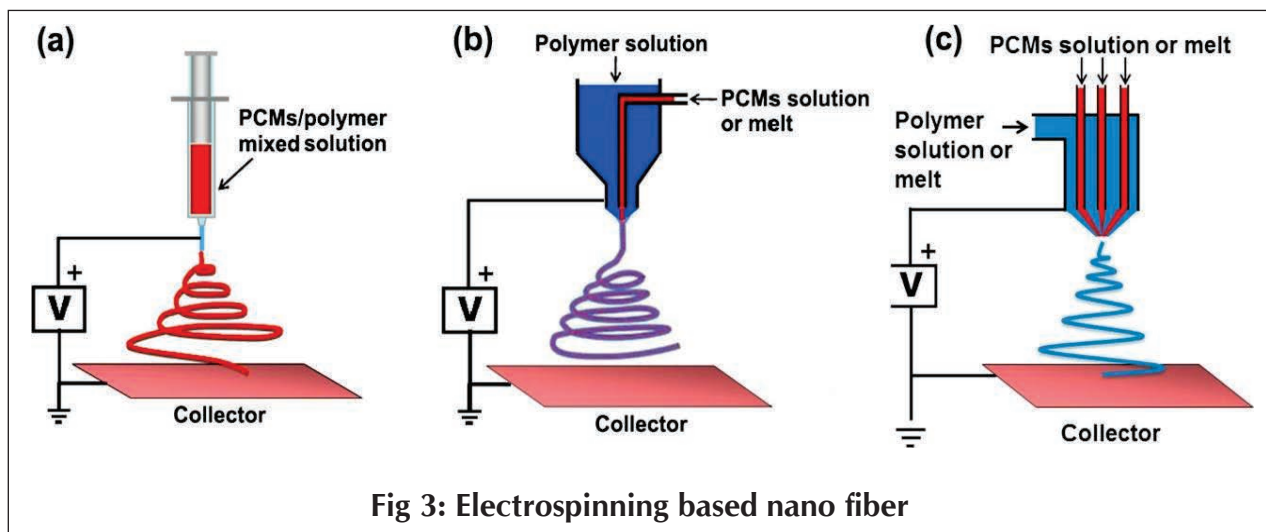 (a)
PCMs/polymer
mixed solution
+
V
Collector
(b)
Polymer solution
PCMs solution
or melt
+
V
Collector
(c)
PCMs solution or melt
Polymer
solution or
melt
+
V
Collector
Fig 3: Electrospinning based nano fiber